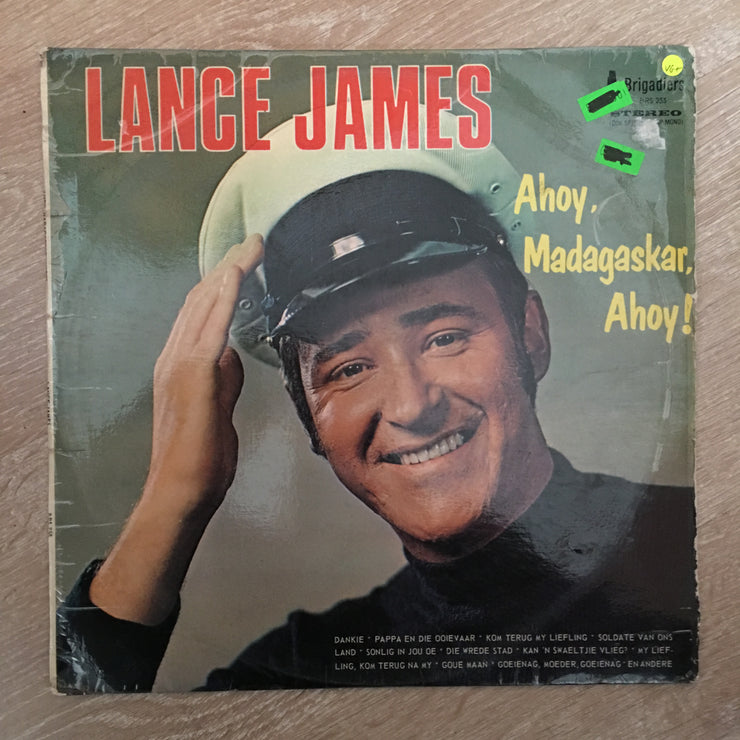 LANCE JAMES
Brigadiers
STEREO
Ahoy,
Madagaskar,
Ahoy!
DANKIE * PAPPA EN DIE OOIEVAAR * KOM TERUG MY LIEFLING * SOLDATE VAN ONS
LAND * SONLIG IN JOU OE * DIE WREDE STAD * KAN 'N SWAELTJIE VLIEG? * MY LIEF-
LING, KOM TERUG NA MY * GOUE MAAN * GOEIENAG, MOEDER, GOEIENAG * EN ANDERE